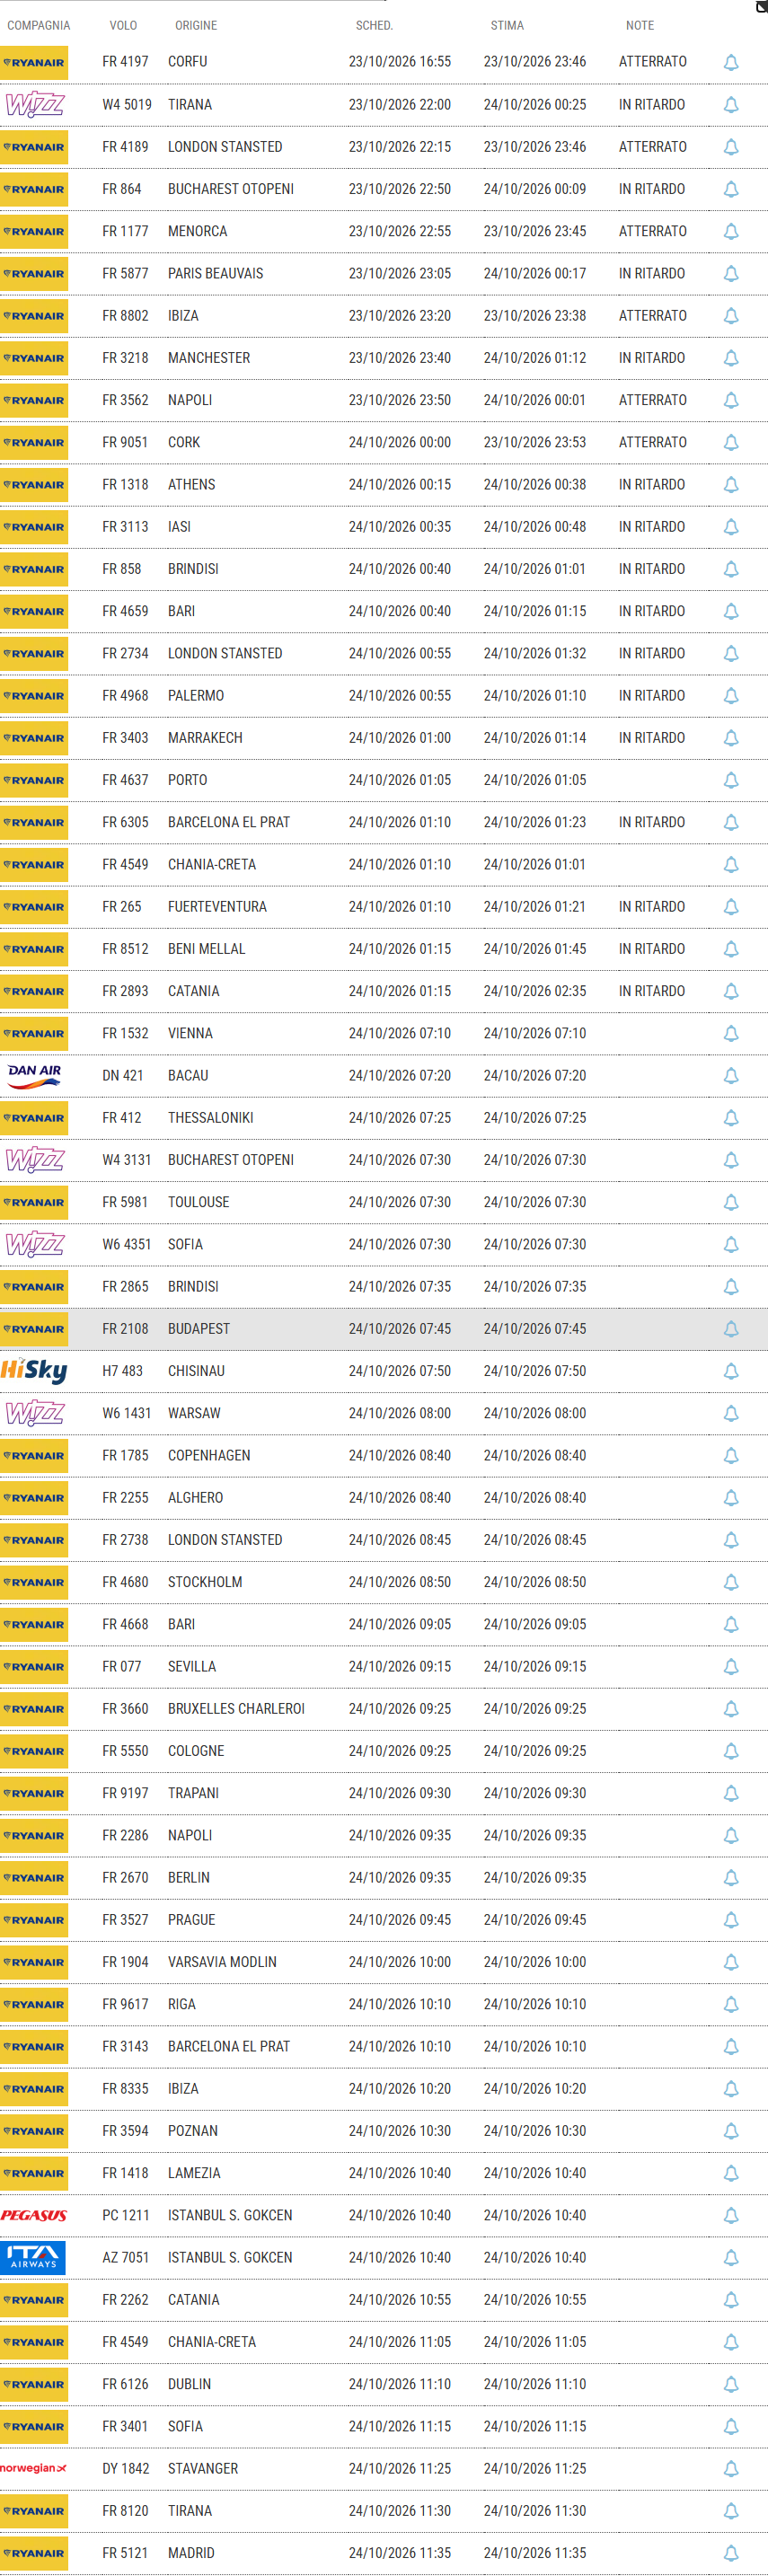 COMPAGNIA VOLO ORIGINE SCHED. STIMA NOTE
RYANAIR FR 4197 CORFU 23/10/2026 16:55 23/10/2026 23:46 ATTERRATO
WIZZ W4 5019 TIRANA 23/10/2026 22:00 24/10/2026 00:25 IN RITARDO
RYANAIR FR 4189 LONDON STANSTED 23/10/2026 22:15 23/10/2026 23:46 ATTERRATO
RYANAIR FR 864 BUCHAREST OTOPENI 23/10/2026 22:50 24/10/2026 00:09 IN RITARDO
RYANAIR FR 1177 MENORCA 23/10/2026 22:55 23/10/2026 23:45 ATTERRATO
RYANAIR FR 5877 PARIS BEAUVAIS 23/10/2026 23:05 24/10/2026 00:17 IN RITARDO
RYANAIR FR 8802 IBIZA 23/10/2026 23:20 23/10/2026 23:38 ATTERRATO
RYANAIR FR 3218 MANCHESTER 23/10/2026 23:40 24/10/2026 01:12 IN RITARDO
RYANAIR FR 3562 NAPOLI 23/10/2026 23:50 24/10/2026 00:01 ATTERRATO
RYANAIR FR 9051 CORK 24/10/2026 00:00 23/10/2026 23:53 ATTERRATO
RYANAIR FR 1318 ATHENS 24/10/2026 00:15 24/10/2026 00:38 IN RITARDO
RYANAIR FR 3113 IASI 24/10/2026 00:35 24/10/2026 00:48 IN RITARDO
RYANAIR FR 858 BRINDISI 24/10/2026 00:40 24/10/2026 01:01 IN RITARDO
RYANAIR FR 4659 BARI 24/10/2026 00:40 24/10/2026 01:15 IN RITARDO
RYANAIR FR 2734 LONDON STANSTED 24/10/2026 00:55 24/10/2026 01:32 IN RITARDO
RYANAIR FR 4968 PALERMO 24/10/2026 00:55 24/10/2026 01:10 IN RITARDO
RYANAIR FR 3403 MARRAKECH 24/10/2026 01:00 24/10/2026 01:14 IN RITARDO
RYANAIR FR 4637 PORTO 24/10/2026 01:05 24/10/2026 01:05
RYANAIR FR 6305 BARCELONA EL PRAT 24/10/2026 01:10 24/10/2026 01:23 IN RITARDO
RYANAIR FR 4549 CHANIA-CRETA 24/10/2026 01:10 24/10/2026 01:01
RYANAIR FR 265 FUERTEVENTURA 24/10/2026 01:10 24/10/2026 01:21 IN RITARDO
RYANAIR FR 8512 BENI MELLAL 24/10/2026 01:15 24/10/2026 01:45 IN RITARDO
RYANAIR FR 2893 CATANIA 24/10/2026 01:15 24/10/2026 02:35 IN RITARDO
RYANAIR FR 1532 VIENNA 24/10/2026 07:10 24/10/2026 07:10
DAN AIR DN 421 BACAU 24/10/2026 07:20 24/10/2026 07:20
RYANAIR FR 412 THESSALONIKI 24/10/2026 07:25 24/10/2026 07:25
WIZZ W4 3131 BUCHAREST OTOPENI 24/10/2026 07:30 24/10/2026 07:30
RYANAIR FR 5981 TOULOUSE 24/10/2026 07:30 24/10/2026 07:30
WIZZ W6 4351 SOFIA 24/10/2026 07:30 24/10/2026 07:30
RYANAIR FR 2865 BRINDISI 24/10/2026 07:35 24/10/2026 07:35
RYANAIR FR 2108 BUDAPEST 24/10/2026 07:45 24/10/2026 07:45
HiSky H7 483 CHISINAU 24/10/2026 07:50 24/10/2026 07:50
WIZZ W6 1431 WARSAW 24/10/2026 08:00 24/10/2026 08:00
RYANAIR FR 1785 COPENHAGEN 24/10/2026 08:40 24/10/2026 08:40
RYANAIR FR 2255 ALGHERO 24/10/2026 08:40 24/10/2026 08:40
RYANAIR FR 2738 LONDON STANSTED 24/10/2026 08:45 24/10/2026 08:45
RYANAIR FR 4680 STOCKHOLM 24/10/2026 08:50 24/10/2026 08:50
RYANAIR FR 4668 BARI 24/10/2026 09:05 24/10/2026 09:05
RYANAIR FR 077 SEVILLA 24/10/2026 09:15 24/10/2026 09:15
RYANAIR FR 3660 BRUXELLES CHARLEROI 24/10/2026 09:25 24/10/2026 09:25
RYANAIR FR 5550 COLOGNE 24/10/2026 09:25 24/10/2026 09:25
RYANAIR FR 9197 TRAPANI 24/10/2026 09:30 24/10/2026 09:30
RYANAIR FR 2286 NAPOLI 24/10/2026 09:35 24/10/2026 09:35
RYANAIR FR 2670 BERLIN 24/10/2026 09:35 24/10/2026 09:35
RYANAIR FR 3527 PRAGUE 24/10/2026 09:45 24/10/2026 09:45
RYANAIR FR 1904 VARSAVIA MODLIN 24/10/2026 10:00 24/10/2026 10:00
RYANAIR FR 9617 RIGA 24/10/2026 10:10 24/10/2026 10:10
RYANAIR FR 3143 BARCELONA EL PRAT 24/10/2026 10:10 24/10/2026 10:10
RYANAIR FR 8335 IBIZA 24/10/2026 10:20 24/10/2026 10:20
RYANAIR FR 3594 POZNAN 24/10/2026 10:30 24/10/2026 10:30
RYANAIR FR 1418 LAMEZIA 24/10/2026 10:40 24/10/2026 10:40
PEGASUS PC 1211 ISTANBUL S. GOKCEN 24/10/2026 10:40 24/10/2026 10:40
ITA AIRWAYS AZ 7051 ISTANBUL S. GOKCEN 24/10/2026 10:40 24/10/2026 10:40
RYANAIR FR 2262 CATANIA 24/10/2026 10:55 24/10/2026 10:55
RYANAIR FR 4549 CHANIA-CRETA 24/10/2026 11:05 24/10/2026 11:05
RYANAIR FR 6126 DUBLIN 24/10/2026 11:10 24/10/2026 11:10
RYANAIR FR 3401 SOFIA 24/10/2026 11:15 24/10/2026 11:15
norwegian DY 1842 STAVANGER 24/10/2026 11:25 24/10/2026 11:25
RYANAIR FR 8120 TIRANA 24/10/2026 11:30 24/10/2026 11:30
RYANAIR FR 5121 MADRID 24/10/2026 11:35 24/10/2026 11:35